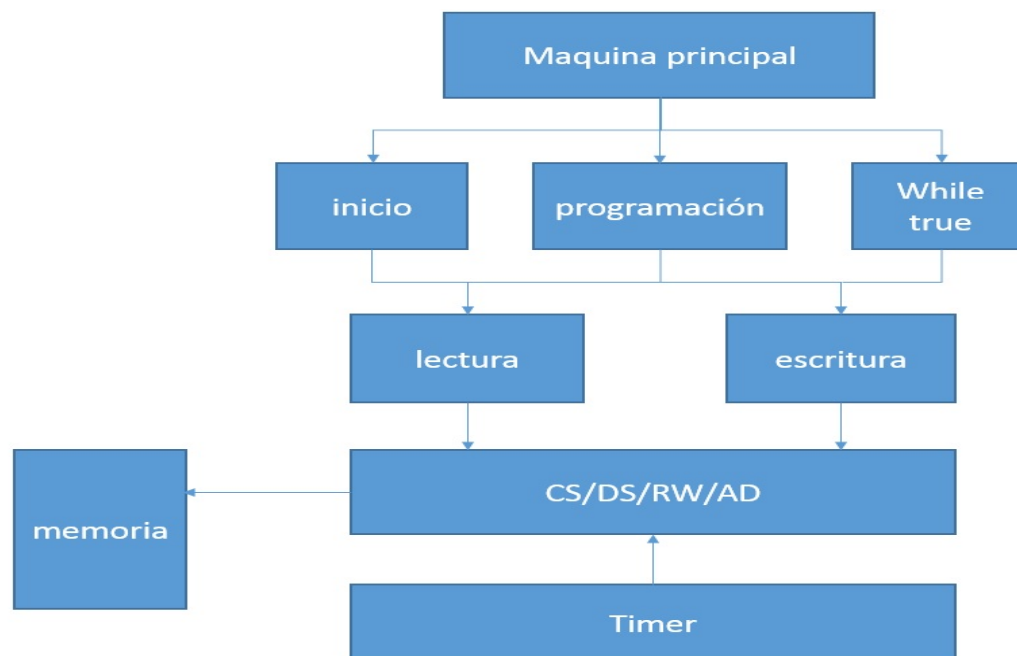 Maquina principal
inicio
programación
While
true
lectura
escritura
CS/DS/RW/AD
memoria
Timer